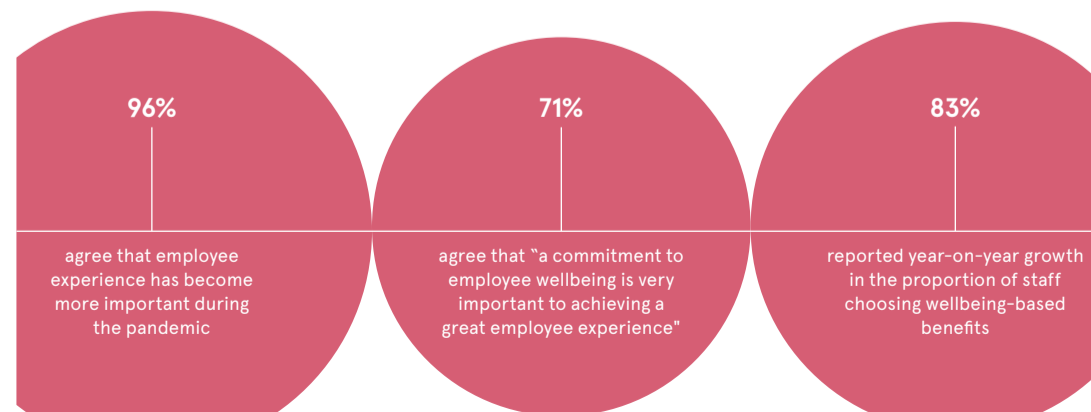 96%
agree that employee
experience has become
more important during
the pandemic
71%
agree that “a commitment to
employee wellbeing is very
important to achieving a
great employee experience"
83%
reported year-on-year growth
in the proportion of staff
choosing wellbeing-based
benefits